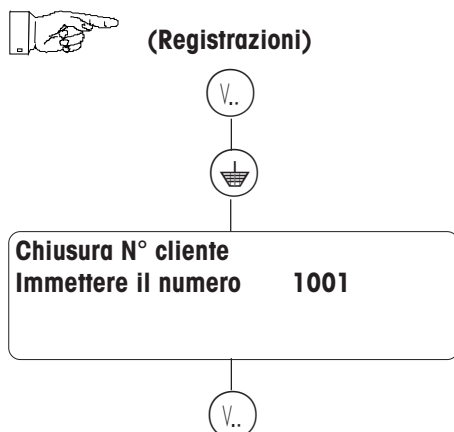 (Registrazioni)
V..
Chiusura N° cliente
Immettere il numero 1001
V..